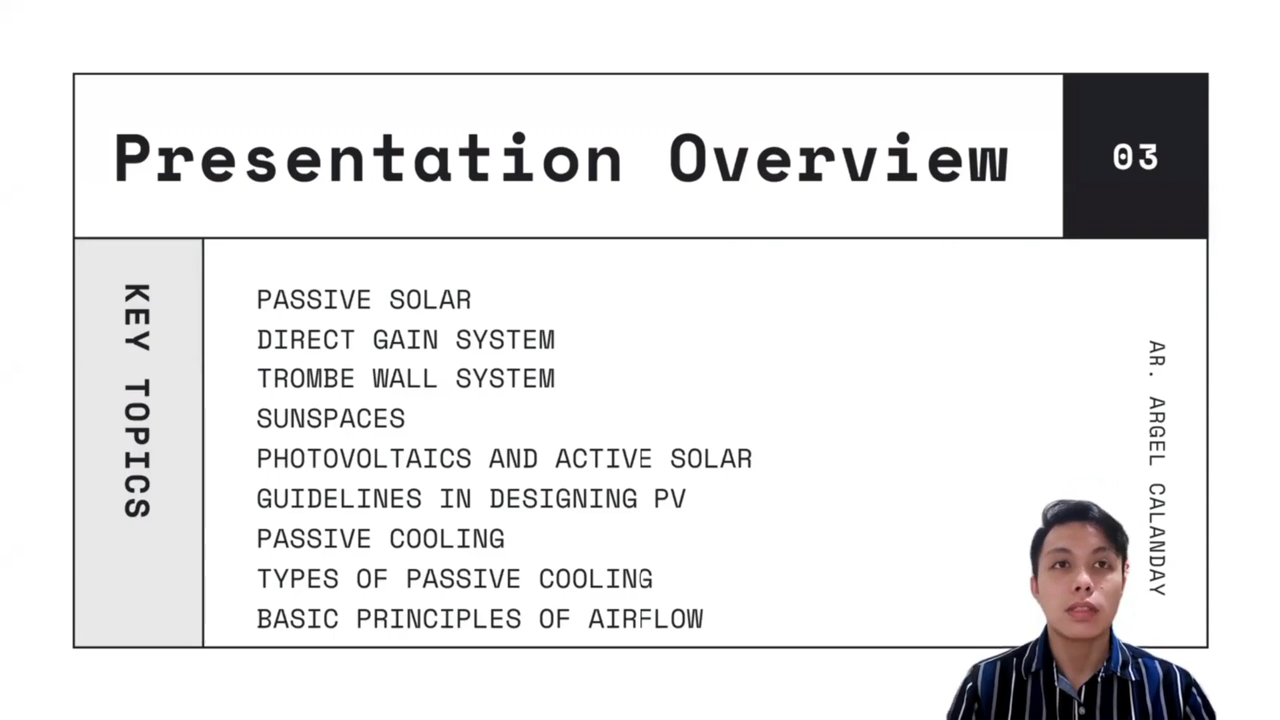 Presentation Overview
03
KEY TOPICS
PASSIVE SOLAR
DIRECT GAIN SYSTEM
TROMBE WALL SYSTEM
SUNSPACES
PHOTOVOLTAICS AND ACTIVE SOLAR
GUIDELINES IN DESIGNING PV
PASSIVE COOLING
TYPES OF PASSIVE COOLING
BASIC PRINCIPLES OF AIRFLOW
AR. ARGEL CALANDAY